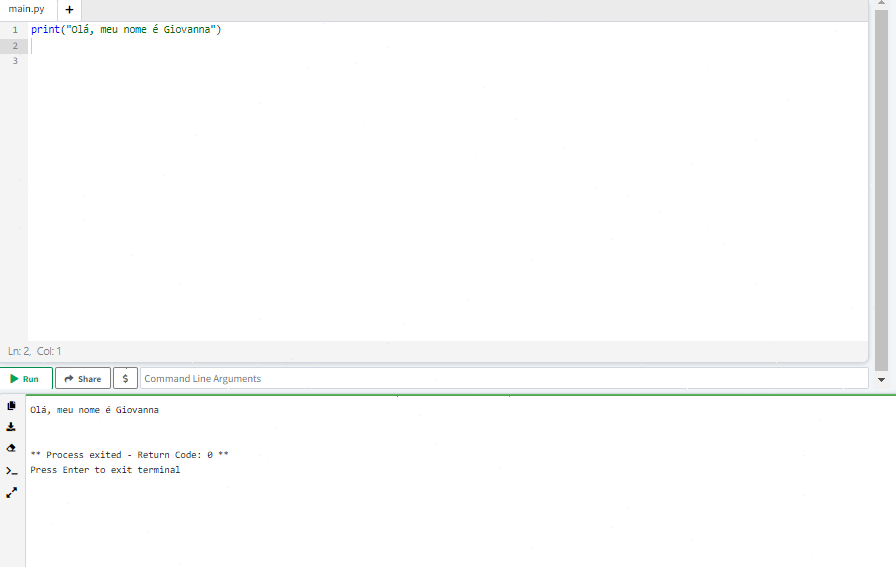 main.py +
1 print("Olá, meu nome é Giovanna")
2
3
Ln: 2, Col: 1
Run Share $ Command Line Arguments
Olá, meu nome é Giovanna
** Process exited - Return Code: 0 **
Press Enter to exit terminal